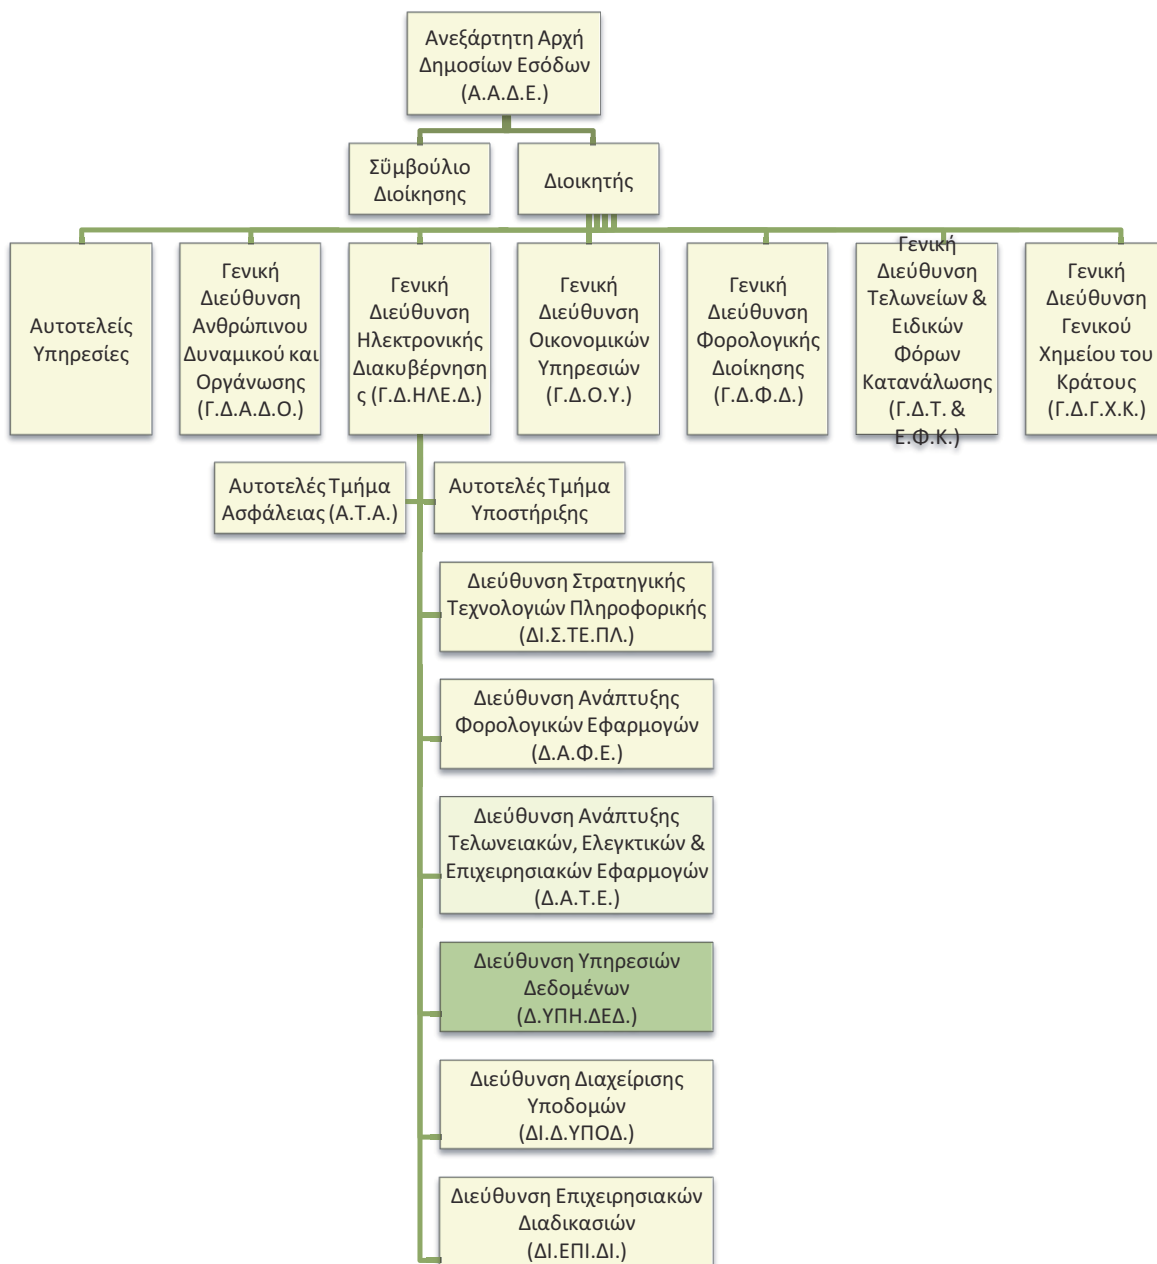 Ανεξάρτητη Αρχή
Δημοσίων Εσόδων
(Α.Α.Δ.Ε.)
Σΰμβούλιο
Διοίκησης
Διοικητής
Αυτοτελείς
Υπηρεσίες
Γενική
Διεύθυνση
Ανθρώπινου
Δυναμικού και
Οργάνωσης
(Γ.Δ.Α.Δ.Ο.)
Γενική
Διεύθυνση
Ηλεκτρονικής
Διακυβέρνηση
ς (Γ.Δ.ΗΛΕ.Δ.)
Γενική
Διεύθυνση
Οικονομικών
Υπηρεσιών
(Γ.Δ.Ο.Υ.)
Γενική
Διεύθυνση
Φορολογικής
Διοίκησης
(Γ.Δ.Φ.Δ.)
Γενική
Διεύθυνση
Τελωνείων &
Ειδικών
Φόρων
Κατανάλωσης
(Γ.Δ.Τ. &
Ε.Φ.Κ.)
Γενική
Διεύθυνση
Γενικού
Χημείου του
Κράτους
(Γ.Δ.Γ.Χ.Κ.)
Αυτοτελές Τμήμα
Ασφάλειας (Α.Τ.Α.)
Αυτοτελές Τμήμα
Υποστήριξης
Διεύθυνση Στρατηγικής
Τεχνολογιών Πληροφορικής
(ΔΙ.Σ.ΤΕ.ΠΛ.)
Διεύθυνση Ανάπτυξης
Φορολογικών Εφαρμογών
(Δ.Α.Φ.Ε.)
Διεύθυνση Ανάπτυξης
Τελωνειακών, Ελεγκτικών &
Επιχειρησιακών Εφαρμογών
(Δ.Α.Τ.Ε.)
Διεύθυνση Υπηρεσιών
Δεδομένων
(Δ.ΥΠΗ.ΔΕΔ.)
Διεύθυνση Διαχείρισης
Υποδομών
(ΔΙ.Δ.ΥΠΟΔ.)
Διεύθυνση Επιχειρησιακών
Διαδικασιών
(ΔΙ.ΕΠΙ.ΔΙ.)